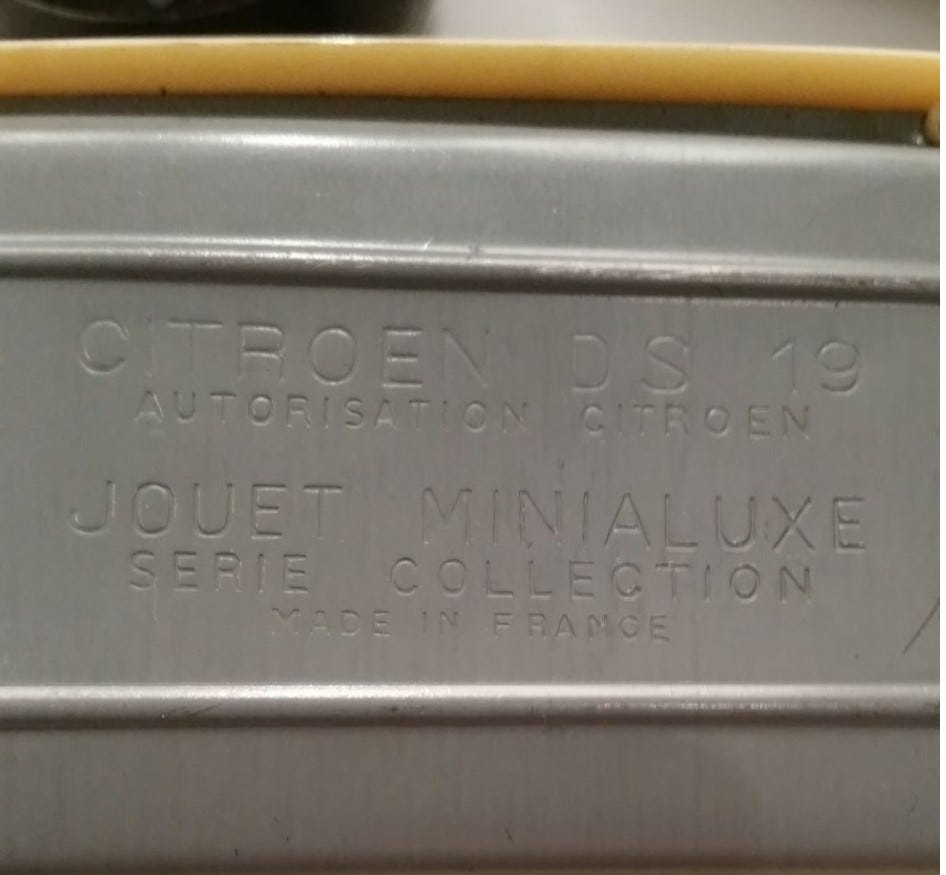 CITROEN DS 19
AUTORISATION CITROEN
JOUET MINIALUXE
SERIE COLLECTION
MADE IN FRANCE